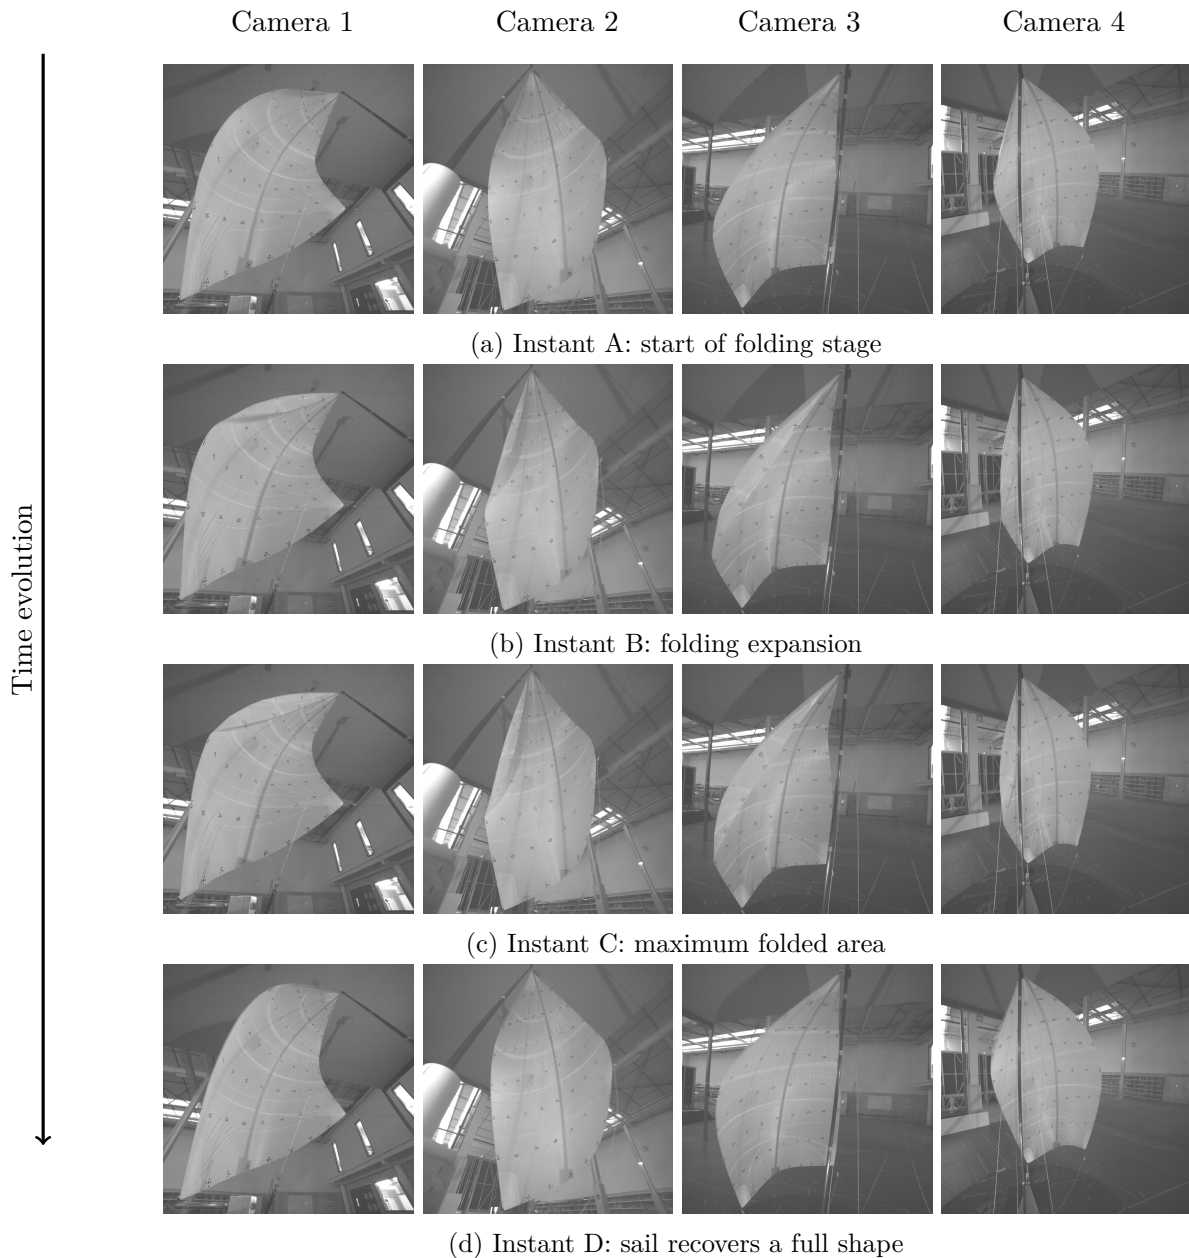 Camera 1
Camera 2
Camera 3
Camera 4
Time evolution
(a) Instant A: start of folding stage
(b) Instant B: folding expansion
(c) Instant C: maximum folded area
(d) Instant D: sail recovers a full shape